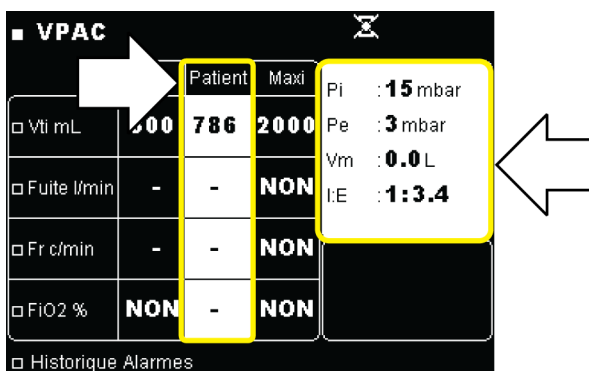 VPAC
Patient Maxi
Vti mL 786 2000
Fuite l/min - - NON
Fr c/min - - NON
FiO2 % NON - NON
Historique Alarmes
Pi :15 mbar
Pe :3 mbar
Vm :0.0 L
I:E :1:3.4